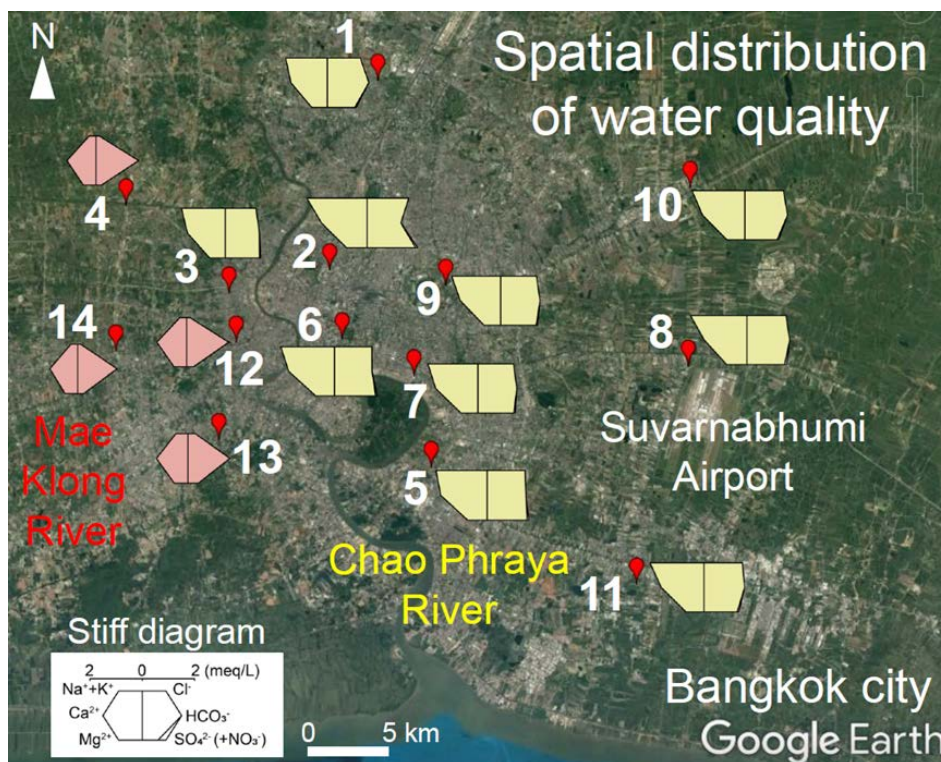 N
1
Spatial distribution
of water quality
4
3
2
10
9
14
6
8
12
7
Suvarnabhumi
Airport
Mae
Klong
River
13
5
Chao Phraya
River
11
Stiff diagram
2 0 2 (meq/L)
Na⁺+K⁺ Cl⁻
Ca²⁺ HCO₃⁻
Mg²⁺ SO₄²⁻ (+NO₃⁻)
0 5 km
Bangkok city
Google Earth